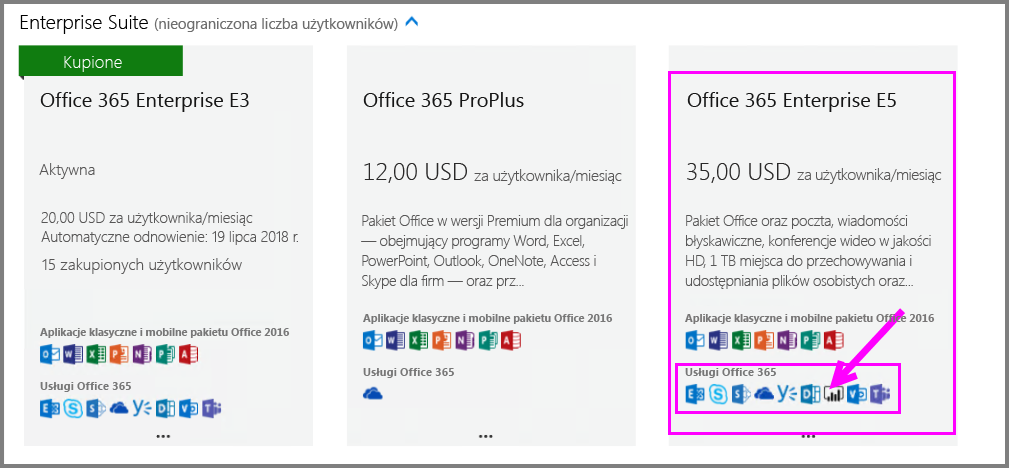 Enterprise Suite (nieograniczona liczba użytkowników)
Kupione
Office 365 Enterprise E3
Aktywna
20,00 USD za użytkownika/miesiąc
Automatyczne odnowienie: 19 lipca 2018 r.
15 zakupionych użytkowników
Aplikacje klasyczne i mobilne pakietu Office 2016
Usługi Office 365
...
Office 365 ProPlus
12,00 USD za użytkownika/miesiąc
Pakiet Office w wersji Premium dla organizacji
— obejmujący programy Word, Excel,
PowerPoint, Outlook, OneNote, Access i
Skype dla firm — oraz prz...
Aplikacje klasyczne i mobilne pakietu Office 2016
Usługi Office 365
...
Office 365 Enterprise E5
35,00 USD za użytkownika/miesiąc
Pakiet Office oraz poczta, wiadomości
błyskawiczne, konferencje wideo w jakości
HD, 1 TB miejsca do przechowywania i
udostępniania plików osobistych oraz...
Aplikacje klasyczne i mobilne pakietu Office 2016
Usługi Office 365
...